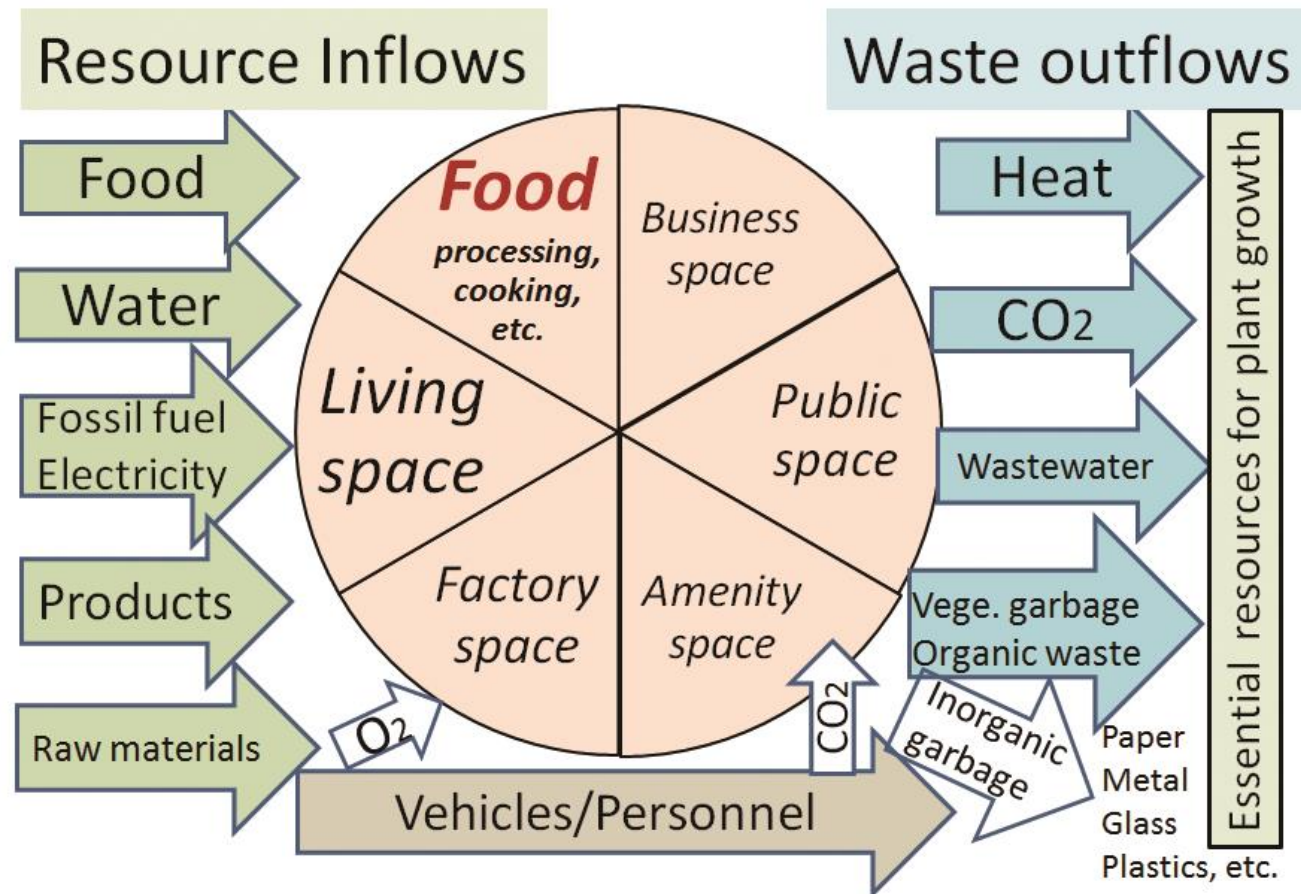 Resource Inflows
Waste outflows
Food
Water
Fossil fuel
Electricity
Products
Raw materials
Food
processing,
cooking,
etc.
Business
space
Living
space
Public
space
Factory
space
Amenity
space
O2
CO2
Vehicles/Personnel
Heat
CO2
Wastewater
Vege. garbage
Organic waste
Inorganic
garbage
Paper
Metal
Glass
Plastics, etc.
Essential resources for plant growth